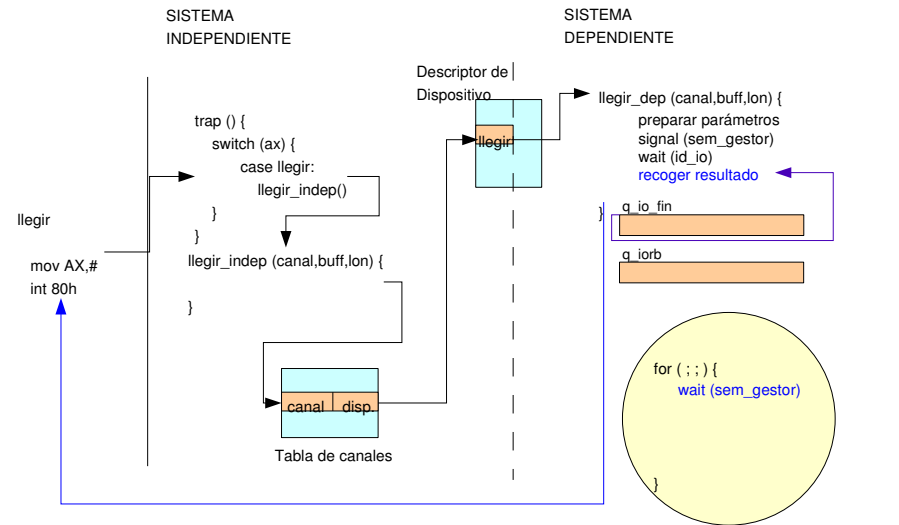 SISTEMA
INDEPENDIENTE
SISTEMA
DEPENDIENTE
Descriptor de
Dispositivo
llegir
mov AX,#
int 80h
trap () {
switch (ax) {
case llegir:
llegir_indep()
}
}
llegir_indep (canal,buff,lon) {
}
canal disp.
Tabla de canales
llegir
llegir_dep (canal,buff,lon) {
preparar parámetros
signal (sem_gestor)
wait (id_io)
recoger resultado
}
q_io_fin
q_iorb
for ( ; ; ) {
wait (sem_gestor)
}